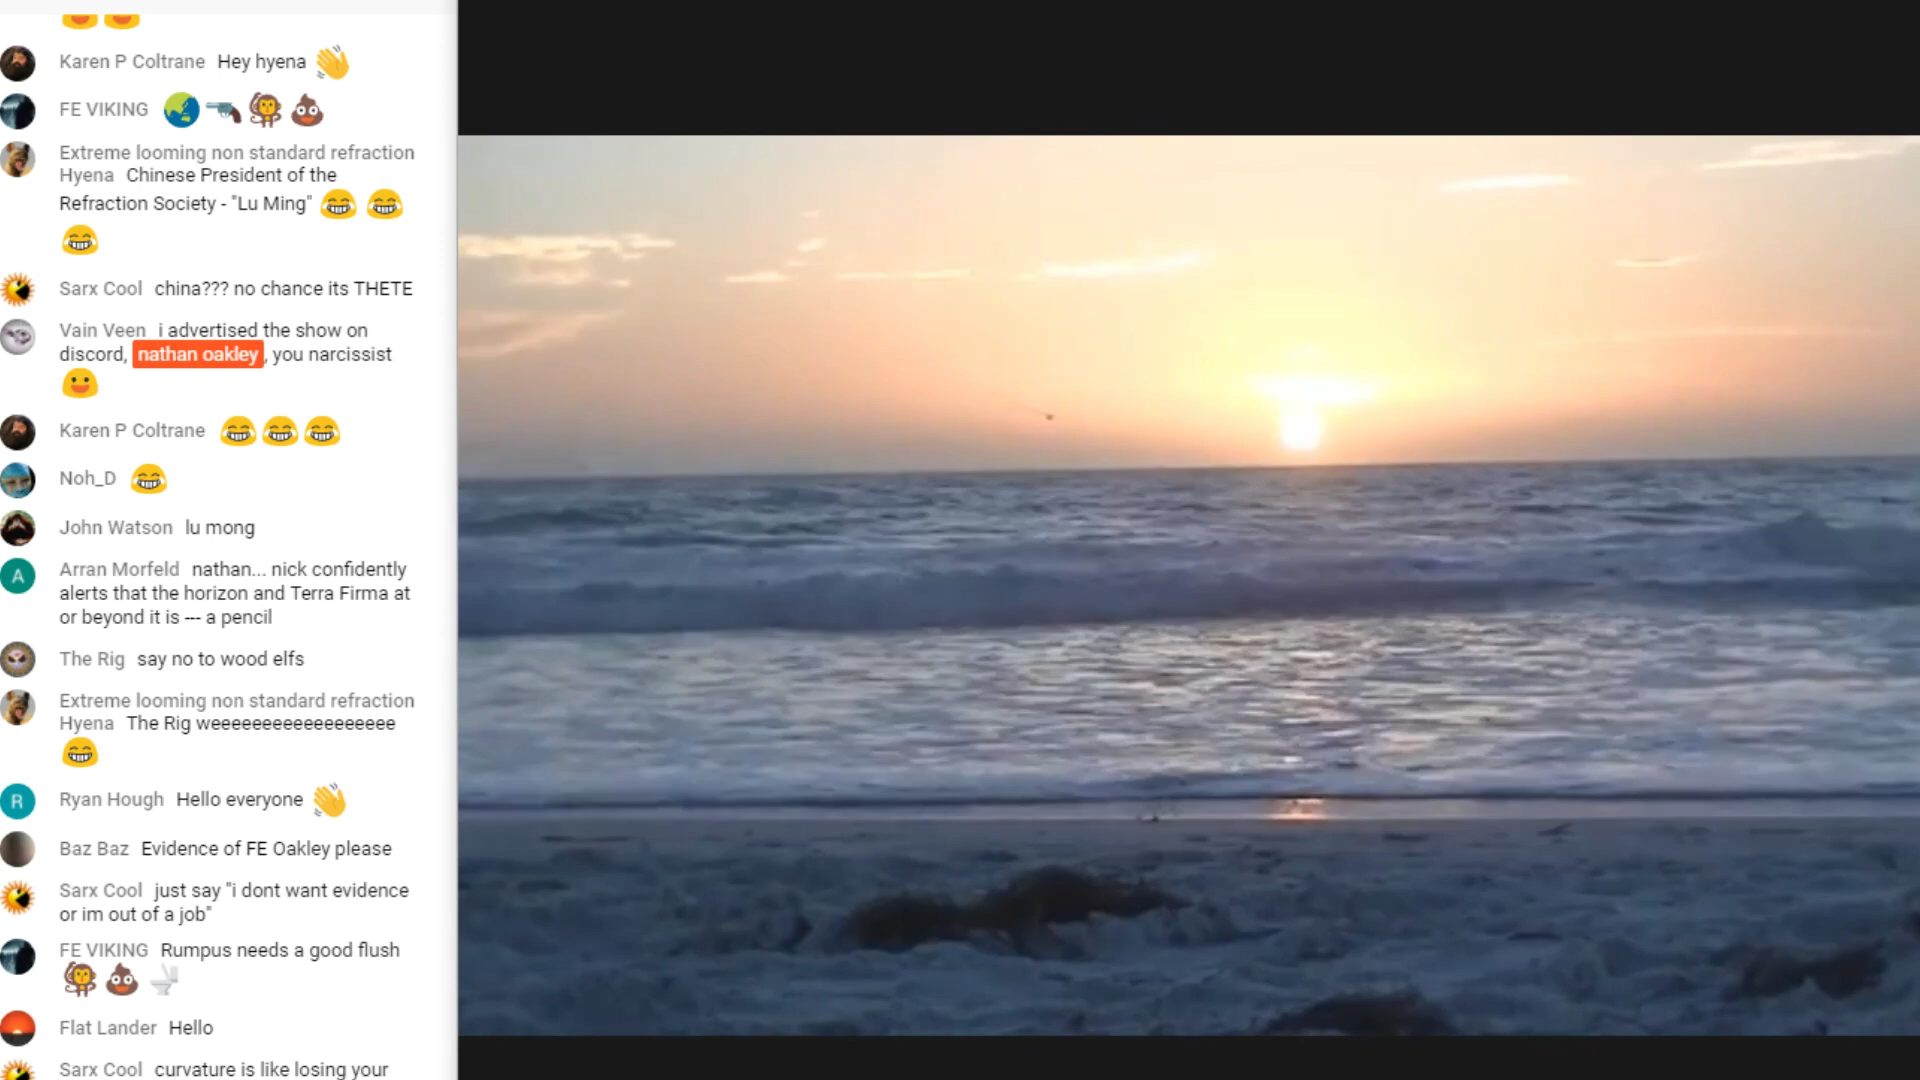 Karen P Coltrane Hey hyena
FE VIKING
Extreme looming non standard refraction
Hyena Chinese President of the
Refraction Society - "Lu Ming"
Sarx Cool china??? no chance its THETE
Vain Veen i advertised the show on
discord, nathan oakley, you narcissist
Karen P Coltrane
Noh_D
John Watson lu mong
A Arran Morfeld nathan... nick confidently
alerts that the horizon and Terra Firma at
or beyond it is --- a pencil
The Rig say no to wood elfs
Extreme looming non standard refraction
Hyena The Rig weeeeeeeeeeeeeeeeee
R Ryan Hough Hello everyone
Baz Baz Evidence of FE Oakley please
Sarx Cool just say "i dont want evidence
or im out of a job"
FE VIKING Rumpus needs a good flush
Flat Lander Hello
Sarx Cool curvature is like losing your